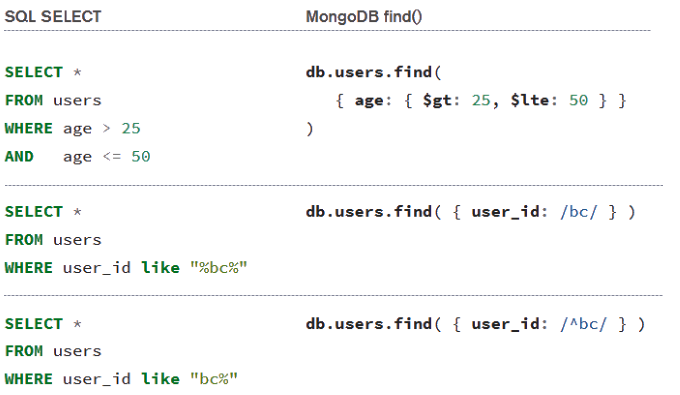 SQL SELECT MongoDB find()
SELECT * db.users.find(
FROM users { age: { $gt: 25, $lte: 50 } }
WHERE age > 25 )
AND age <= 50
SELECT * db.users.find( { user_id: /bc/ } )
FROM users
WHERE user_id like "%bc%"
SELECT * db.users.find( { user_id: /^bc/ } )
FROM users
WHERE user_id like "bc%"